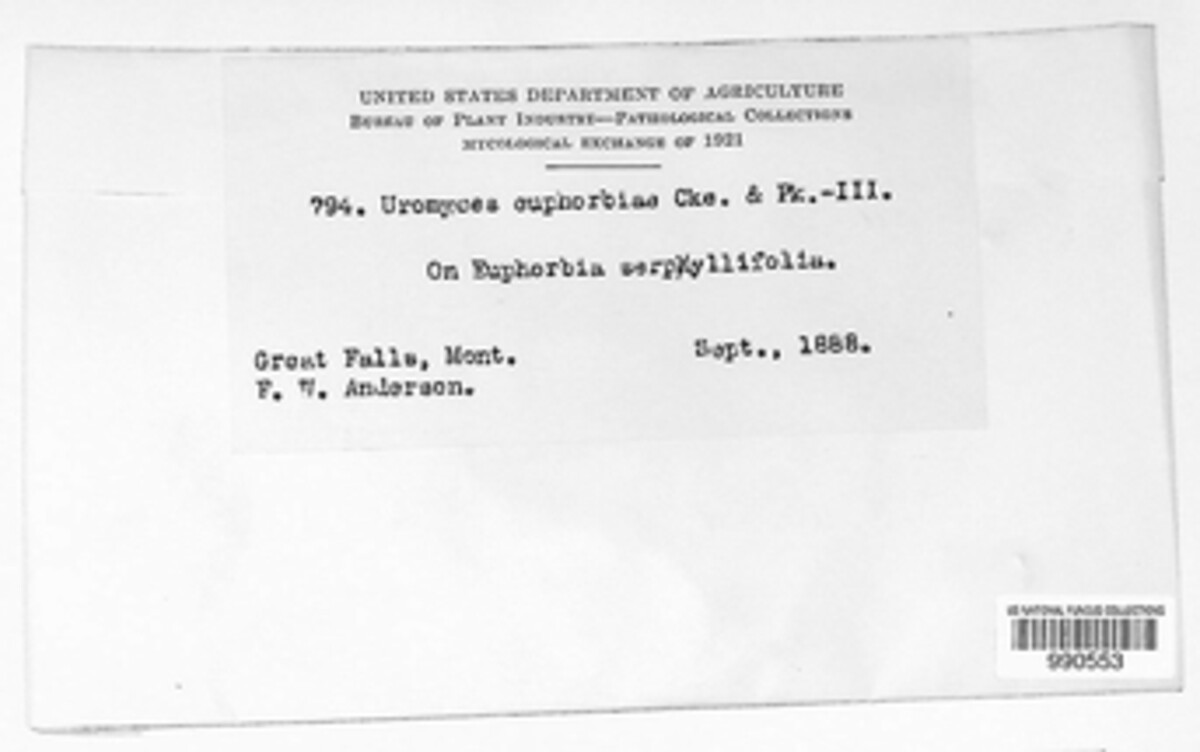 UNITED STATES DEPARTMENT OF AGRICULTURE
BUREAU OF PLANT INDUSTRY—PATHOLOGICAL COLLECTIONS
MYCOLOGICAL EXCHANGE OF 1921
794. Uromyces euphorbiae Cke. & Pk.-III.
On Euphorbia serpyllifolia.
Great Falls, Mont. Sept., 1888.
F. W. Anderson.
US NATIONAL FUNGUS COLLECTIONS
990553